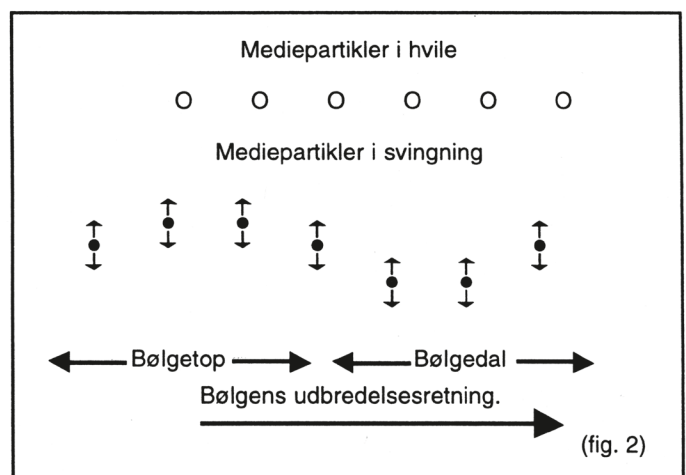 Mediepartikler i hvile
O O O O O O
Mediepartikler i svingning
Bølgetop Bølgedal
Bølgens udbredelsesretning.
(fig. 2)